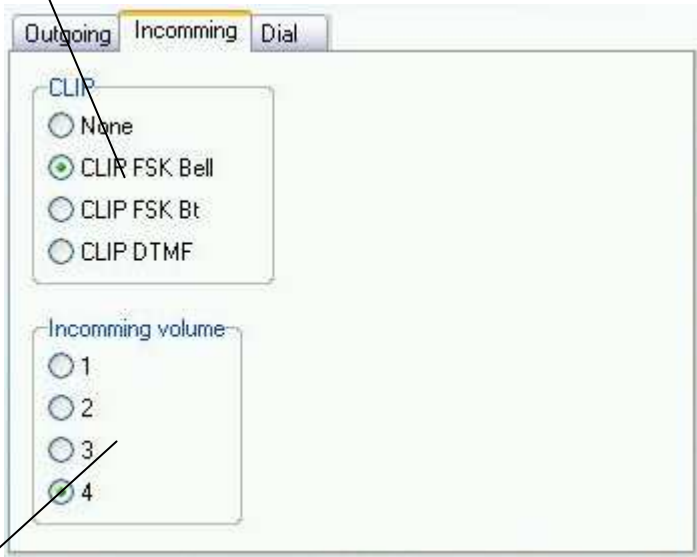 Outgoing Incomming Dial
CLIP
None
CLIP FSK Bell
CLIP FSK Bt
CLIP DTMF
Incomming volume
1
2
3
4